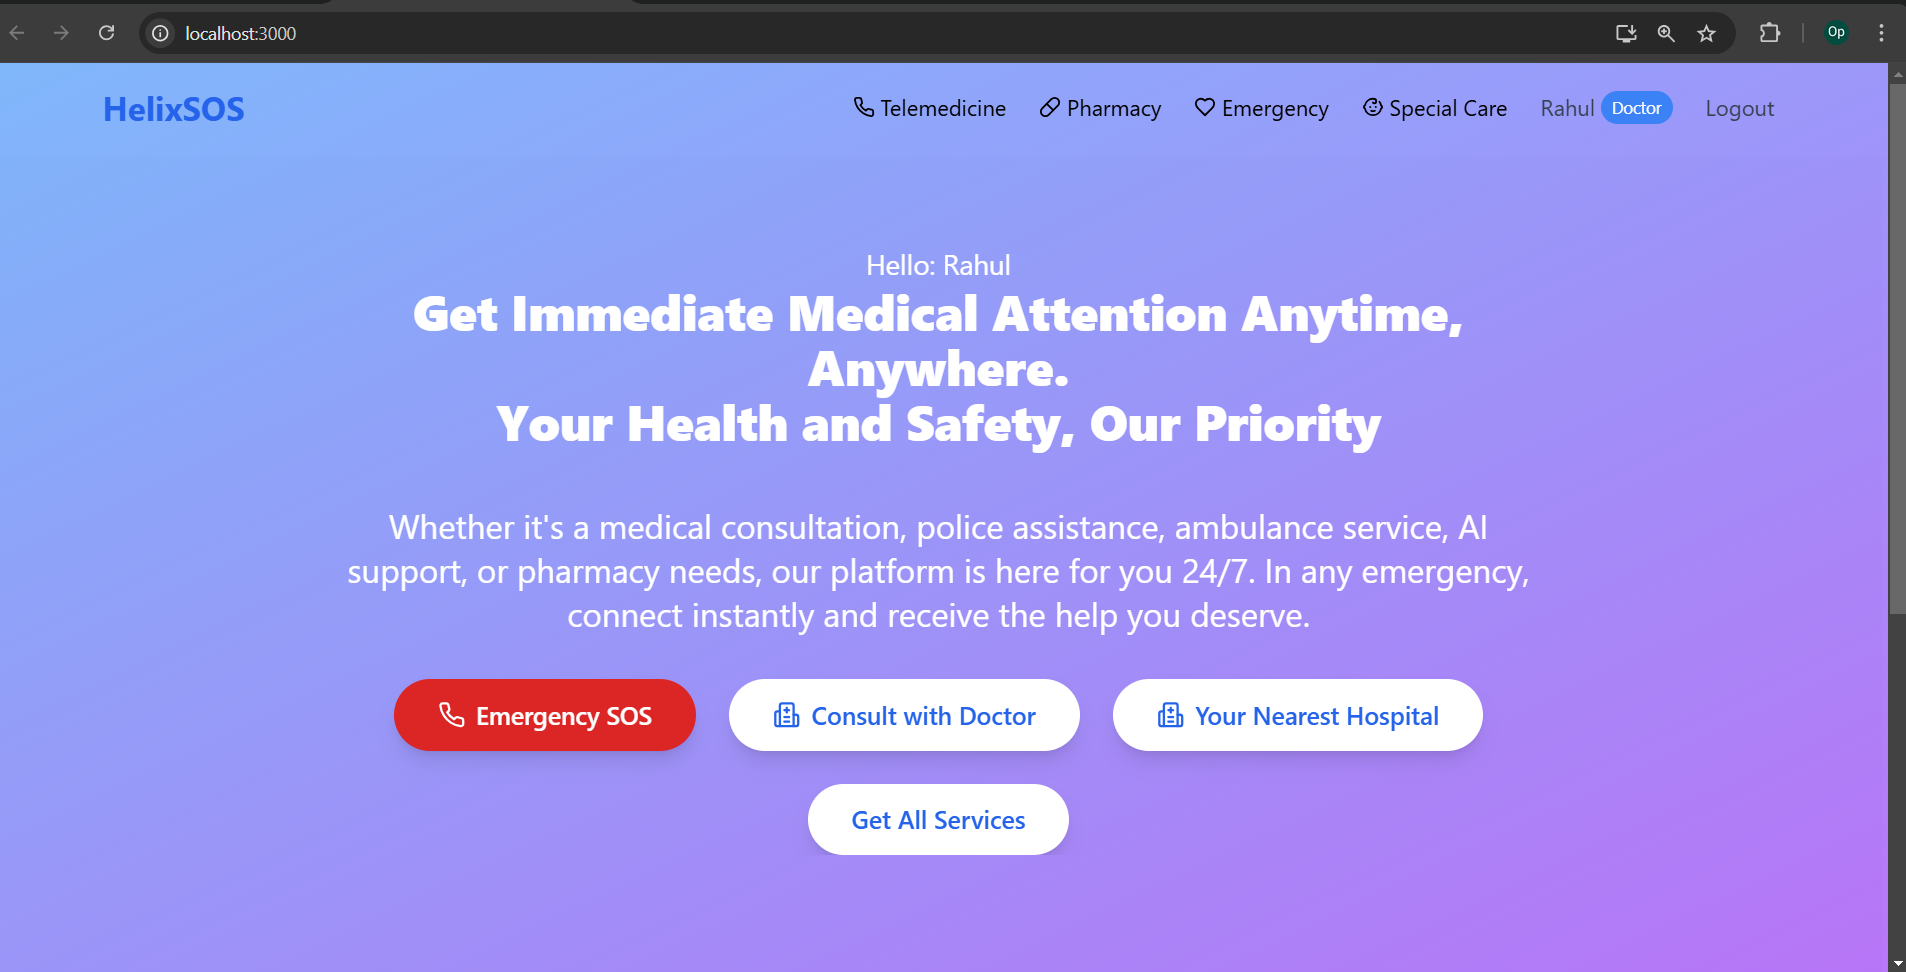 localhost:3000
Op
HelixSOS
Telemedicine
Pharmacy
Emergency
Special Care
Rahul
Doctor
Logout
Hello: Rahul
Get Immediate Medical Attention Anytime,
Anywhere.
Your Health and Safety, Our Priority
Whether it's a medical consultation, police assistance, ambulance service, AI
support, or pharmacy needs, our platform is here for you 24/7. In any emergency,
connect instantly and receive the help you deserve.
Emergency SOS
Consult with Doctor
Your Nearest Hospital
Get All Services